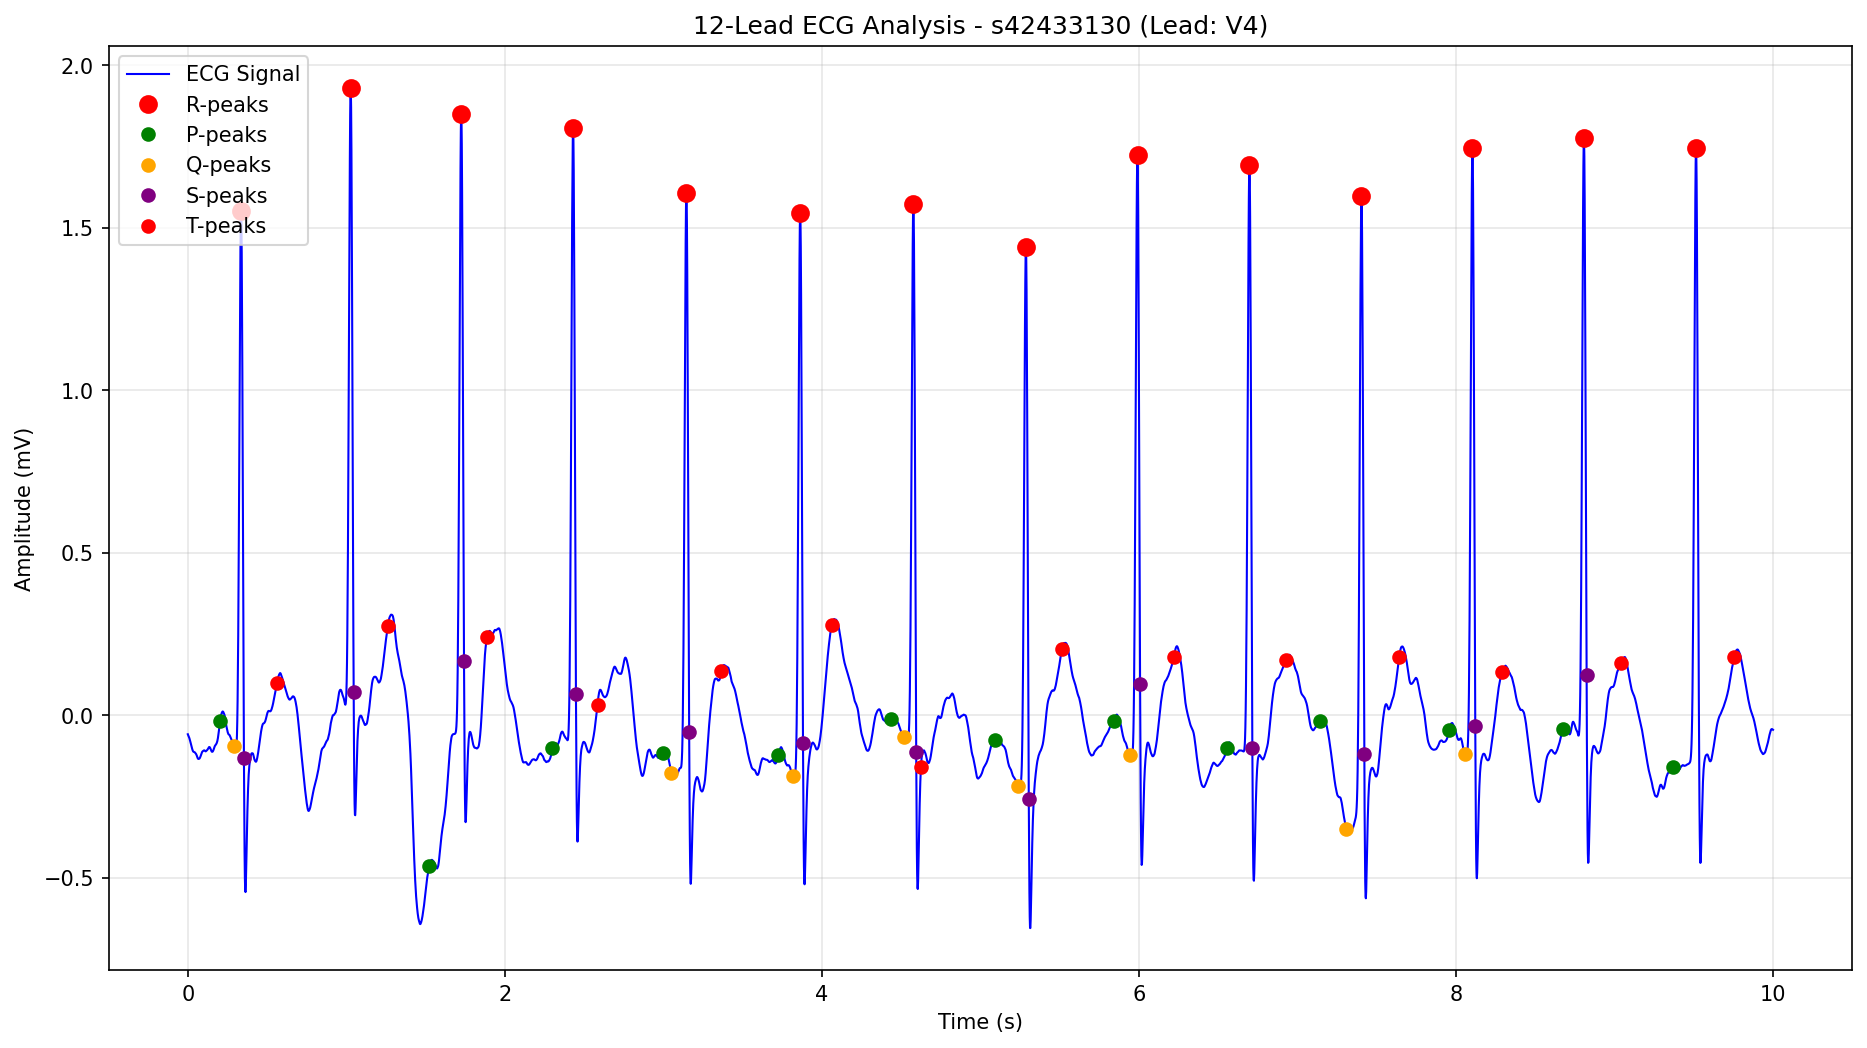 12-Lead ECG Analysis - s42433130 (Lead: V4)
ECG Signal
R-peaks
P-peaks
Q-peaks
S-peaks
T-peaks
2.0
1.5
1.0
0.5
0.0
−0.5
Amplitude (mV)
0 2 4 6 8 10
Time (s)